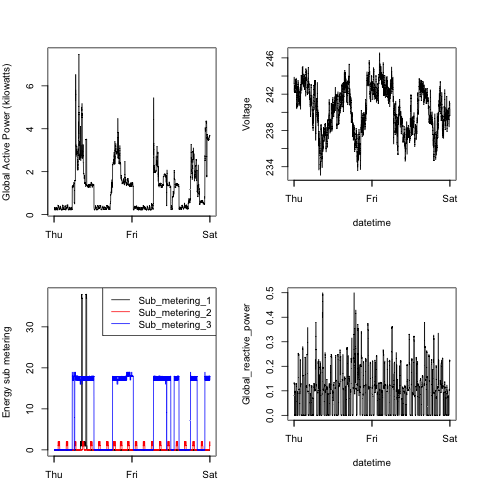 Global Active Power (kilowatts)
0 2 4 6
Thu Fri Sat
Voltage
234 238 242 246
Thu Fri Sat
datetime
Energy sub metering
0 10 20 30
Sub_metering_1
Sub_metering_2
Sub_metering_3
Thu Fri Sat
Global_reactive_power
0.0 0.1 0.2 0.3 0.4 0.5
Thu Fri Sat
datetime